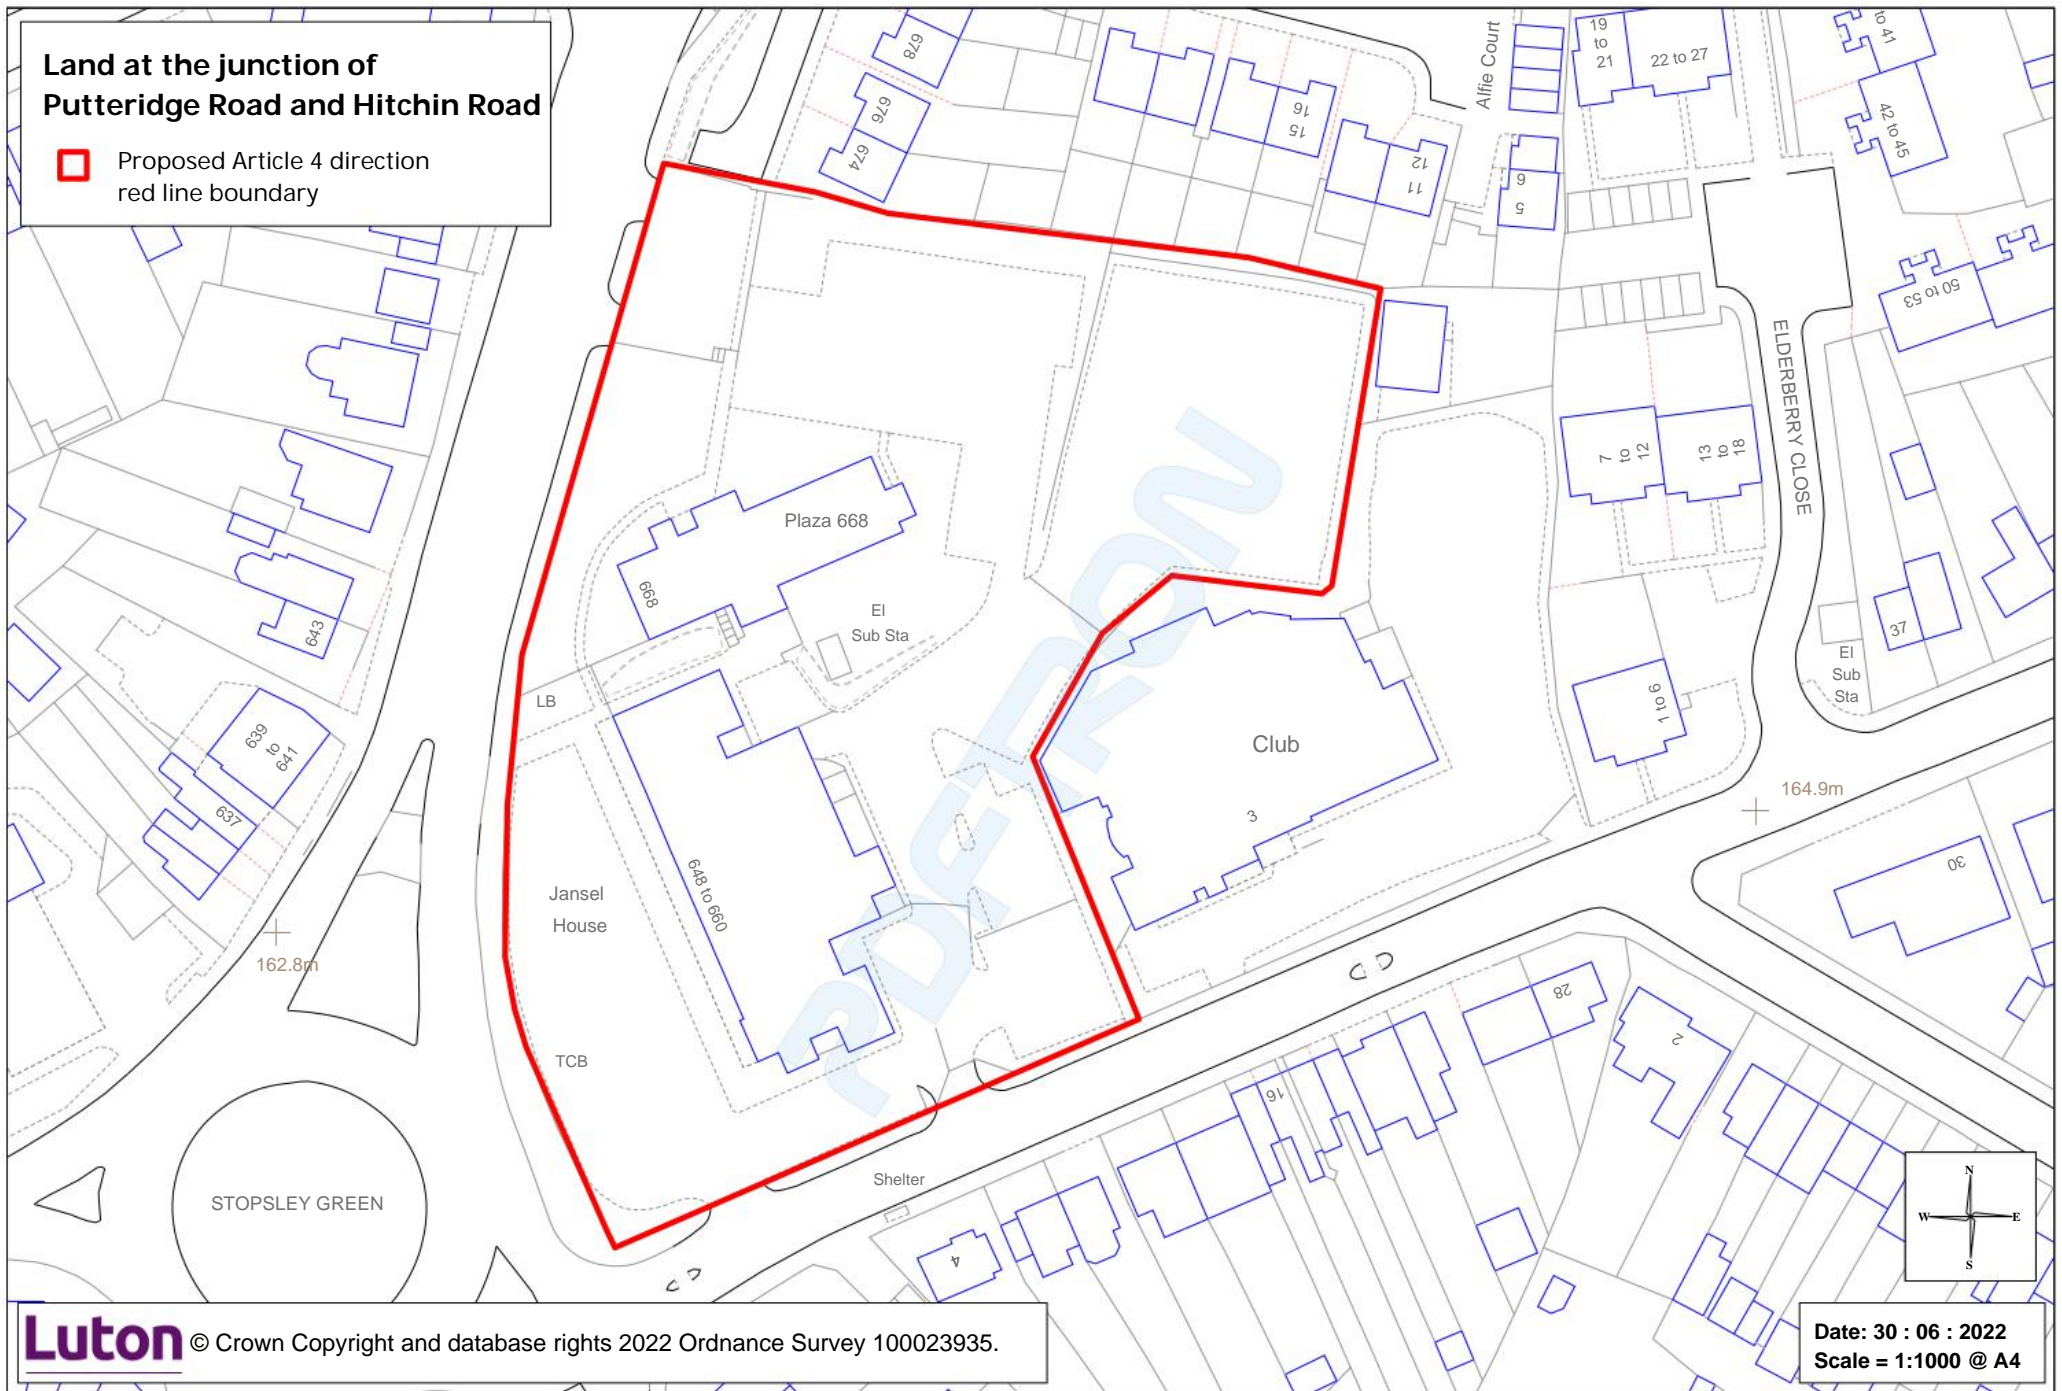 Land at the junction of
Putteridge Road and Hitchin Road
Proposed Article 4 direction
red line boundary
678
676
674
16
15
12
11
Alfie Court
19
to
21
22 to 27
to 41
42 to 45
6
5
50 to 53
ELDERBERRY CLOSE
7
to
12
13
to
18
Plaza 668
668
El
Sub Sta
643
37
El
Sub
Sta
1 to 6
LB
639
to
641
637
Club
3
164.9m
30
648 to 660
Jansel
House
162.8m
28
2
TCB
16
Shelter
4
STOPSLEY GREEN
PDFTRON
N
W
E
S
Luton
© Crown Copyright and database rights 2022 Ordnance Survey 100023935.
Date: 30 : 06 : 2022
Scale = 1:1000 @ A4